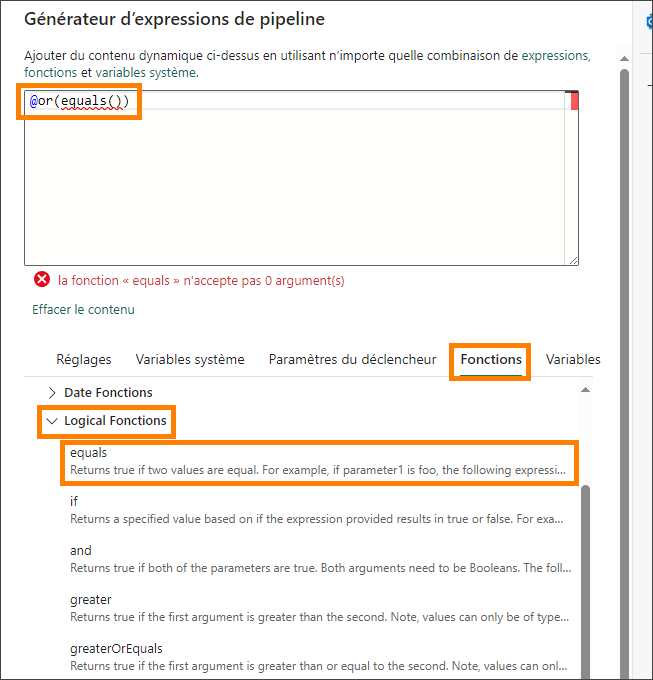 Générateur d'expressions de pipeline
Ajouter du contenu dynamique ci-dessus en utilisant n'importe quelle combinaison de expressions,
fonctions et variables système.
@or(equals())
la fonction « equals » n'accepte pas 0 argument(s)
Effacer le contenu
Réglages Variables système Paramètres du déclencheur Fonctions Variables
Date Fonctions
Logical Fonctions
equals
Returns true if two values are equal. For example, if parameter1 is foo, the following expressi...
if
Returns a specified value based on if the expression provided results in true or false. For exa...
and
Returns true if both of the parameters are true. Both arguments need to be Booleans. The foll...
greater
Returns true if the first argument is greater than the second. Note, values can only be of type...
greaterOrEquals
Returns true if the first argument is greater than or equal to the second. Note, values can onl...